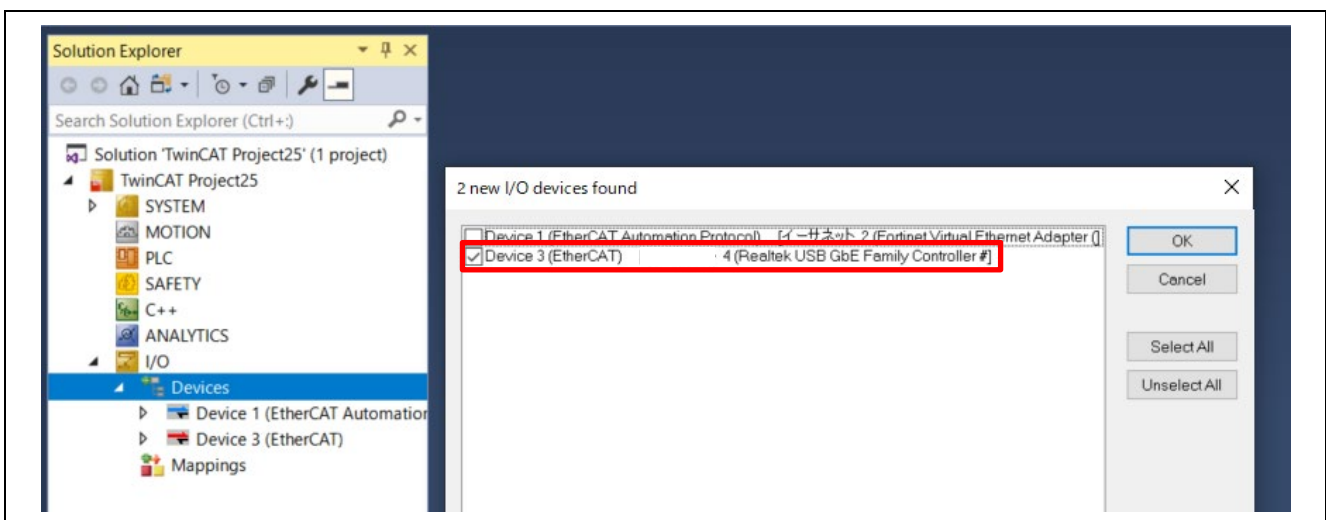 Solution Explorer
Search Solution Explorer (Ctrl+:)
Solution 'TwinCAT Project25' (1 project)
TwinCAT Project25
SYSTEM
MOTION
PLC
SAFETY
C++
ANALYTICS
I/O
Devices
Device 1 (EtherCAT Automation
Device 3 (EtherCAT)
Mappings
2 new I/O devices found
Device 1 (EtherCAT Automation Protocol) [イーサネット 2 (Fortinet Virtual Ethernet Adapter (]
Device 3 (EtherCAT) 4 (Realtek USB GbE Family Controller #]
OK
Cancel
Select All
Unselect All